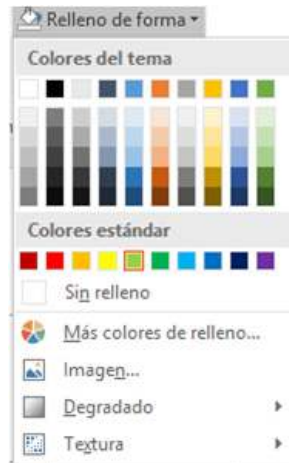 Relleno de forma
Colores del tema
Colores estándar
Sin relleno
Más colores de relleno...
Imagen...
Degradado
Textura